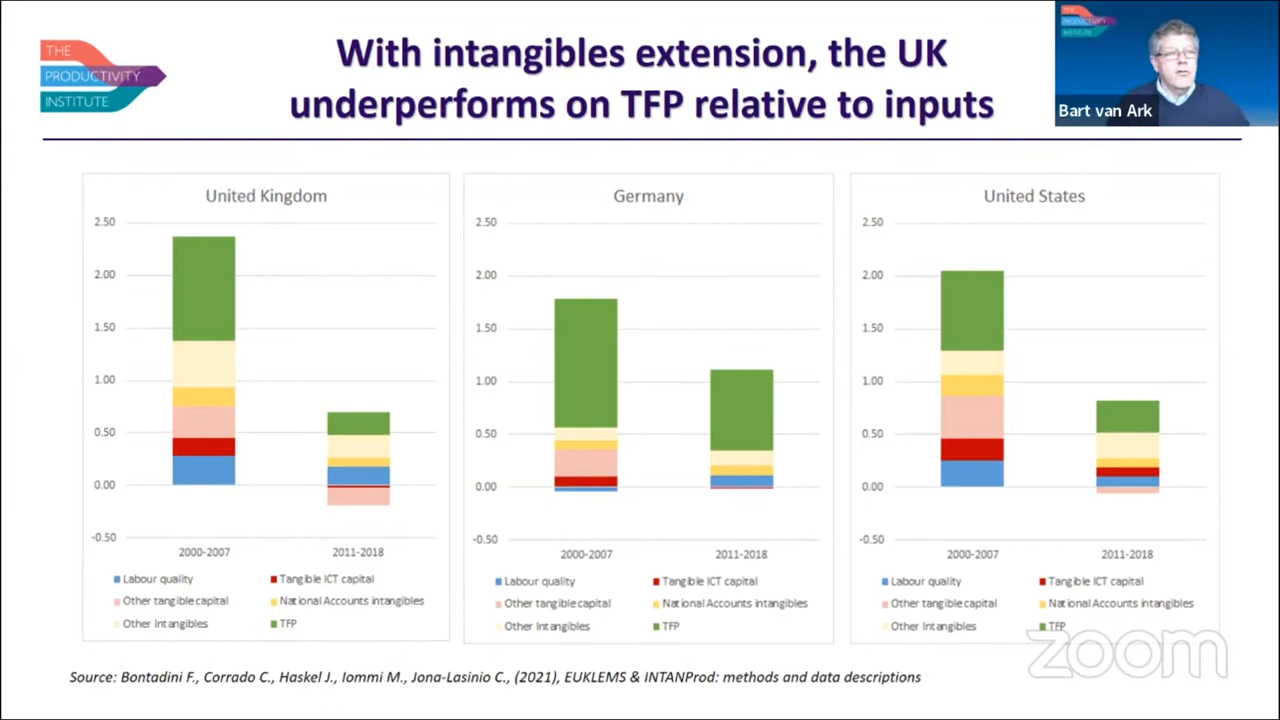 THE
PRODUCTIVITY
INSTITUTE
With intangibles extension, the UK
underperforms on TFP relative to inputs
THE
PRODUCTIVITY
INSTITUTE
Bart van Ark
United Kingdom
2.50
2.00
1.50
1.00
0.50
0.00
-0.50
2000-2007 2011-2018
Labour quality Tangible ICT capital
Other tangible capital National Accounts intangibles
Other Intangibles TFP
Germany
2.50
2.00
1.50
1.00
0.50
0.00
-0.50
2000-2007 2011-2018
Labour quality Tangible ICT capital
Other tangible capital National Accounts intangibles
Other Intangibles TFP
United States
2.50
2.00
1.50
1.00
0.50
0.00
-0.50
2000-2007 2011-2018
Labour quality Tangible ICT capital
Other tangible capital National Accounts intangibles
Other Intangibles TFP
zoom
Source: Bontadini F., Corrado C., Haskel J., Iommi M., Jona-Lasinio C., (2021), EUKLEMS & INTANProd: methods and data descriptions